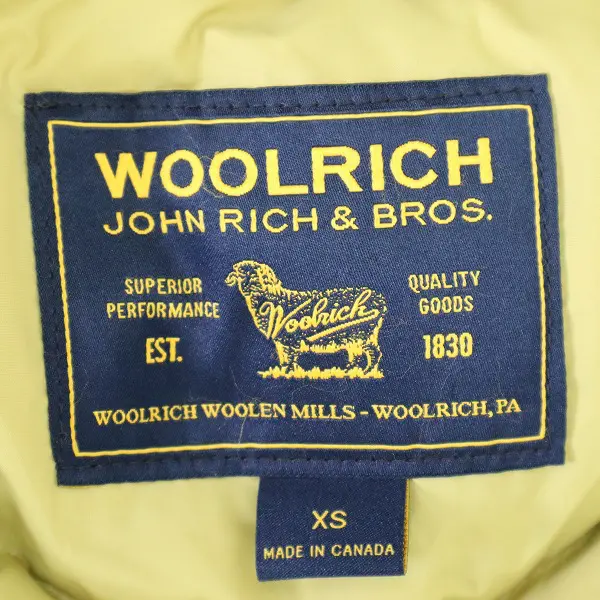 WOOLRICH
JOHN RICH & BROS.
SUPERIOR
PERFORMANCE
EST.
Woolrich
QUALITY
GOODS
1830
WOOLRICH WOOLEN MILLS - WOOLRICH, PA
XS
MADE IN CANADA